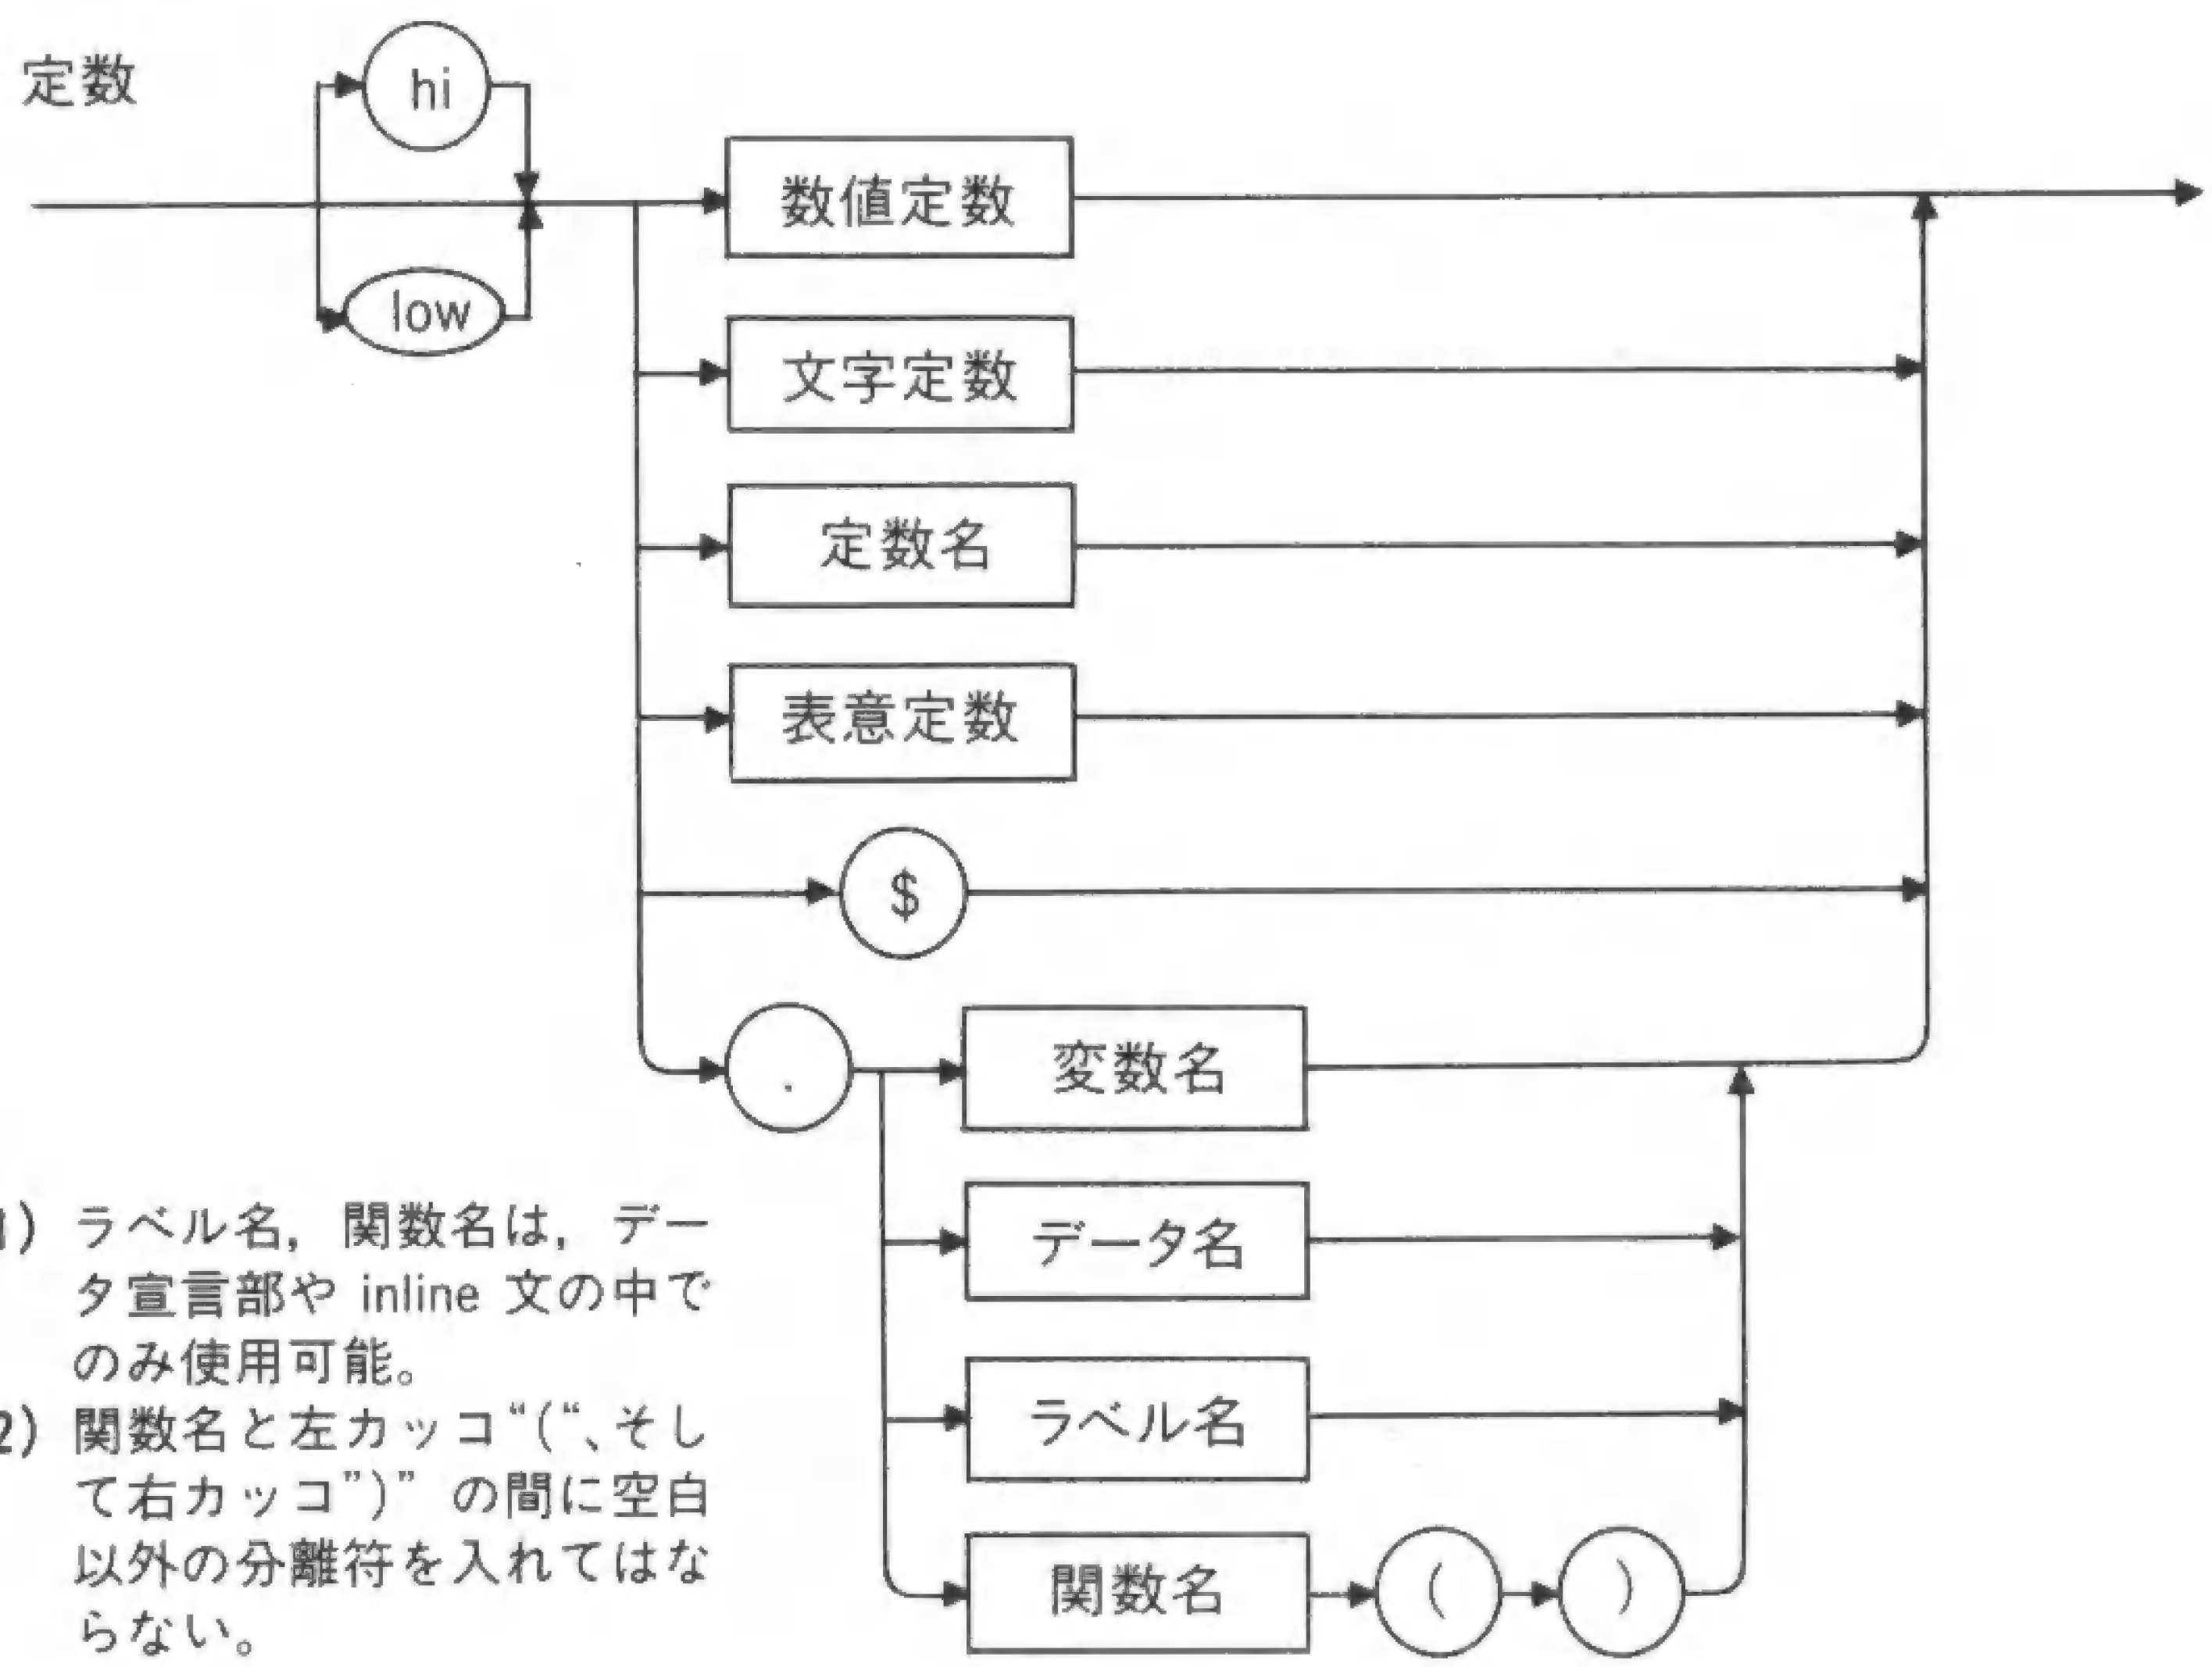 定数
hi
low
数値定数
文字定数
定数名
表意定数
$
.
変数名
データ名
ラベル名
関数名
(
)
1) ラベル名，関数名は，デー
タ宣言部や inline 文の中で
のみ使用可能。
2) 関数名と左カッコ“(“、そし
て右カッコ”)” の間に空白
以外の分離符を入れてはな
らない。